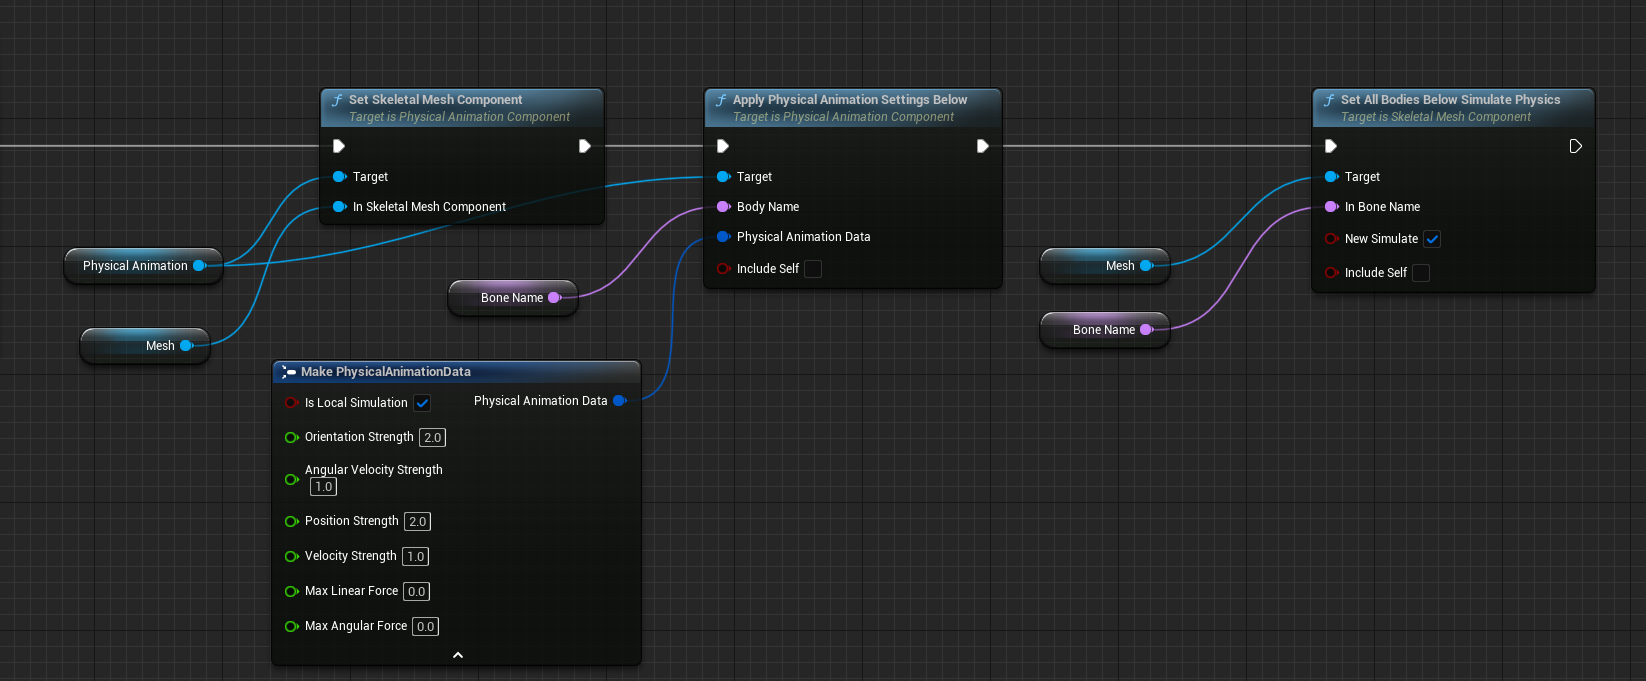 Set Skeletal Mesh Component
Target is Physical Animation Component
Target
In Skeletal Mesh Component
Apply Physical Animation Settings Below
Target is Physical Animation Component
Target
Body Name
Physical Animation Data
Include Self
Set All Bodies Below Simulate Physics
Target is Skeletal Mesh Component
Target
In Bone Name
New Simulate
Include Self
Physical Animation
Mesh
Bone Name
Mesh
Bone Name
Make PhysicalAnimationData
Is Local Simulation
Physical Animation Data
Orientation Strength 2.0
Angular Velocity Strength
1.0
Position Strength 2.0
Velocity Strength 1.0
Max Linear Force 0.0
Max Angular Force 0.0